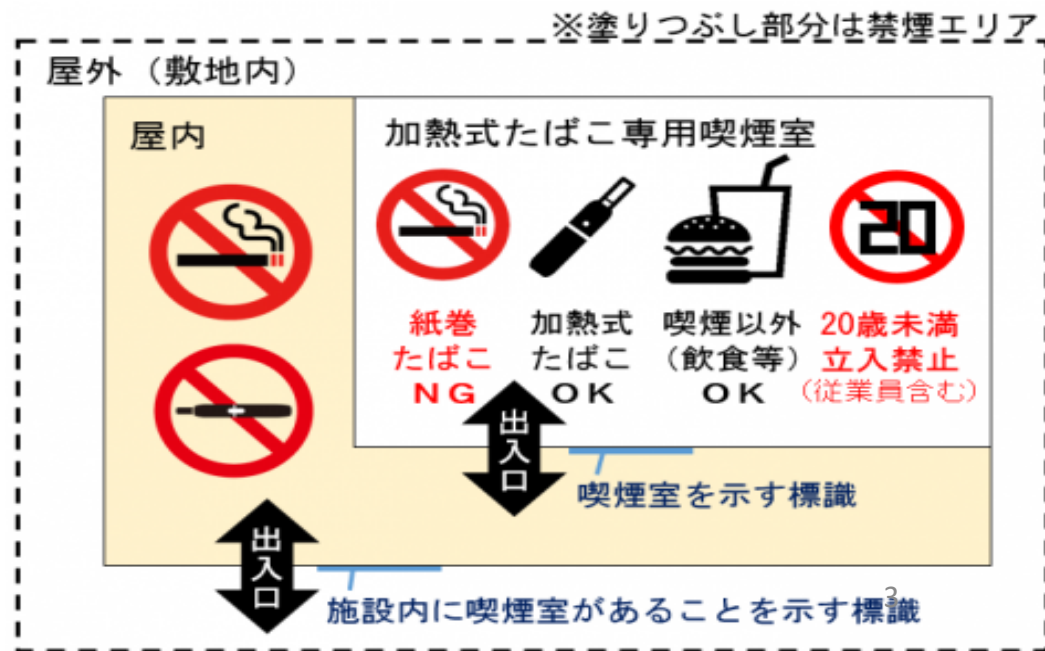 ※塗りつぶし部分は禁煙エリア
屋外（敷地内）
屋内
加熱式たばこ専用喫煙室
20
紙巻
たばこ
NG
加熱式
たばこ
OK
喫煙以外
(飲食等)
OK
20歳未満
立入禁止
(従業員含む)
出入口
喫煙室を示す標識
出入口
施設内に喫煙室があることを示す標識
3